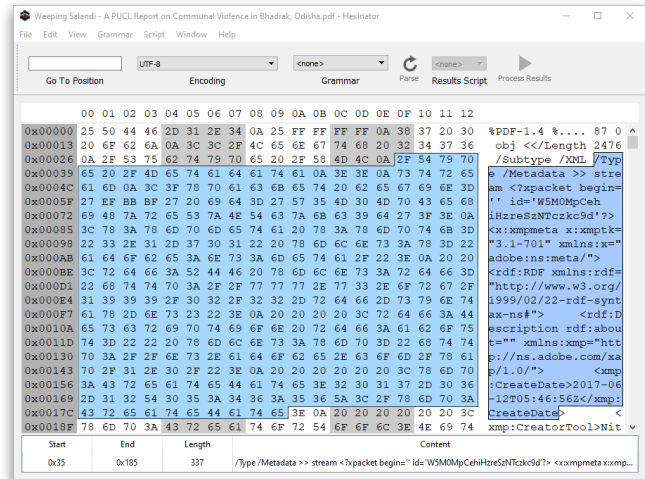 Weeping Salandi - A PUCL Report on Communal Violence in Bhadrak, Odisha.pdf - Hexinator
File Edit View Grammar Script Window Help
UTF-8 <none> <none>
Go To Position Encoding Grammar Parse Results Script Process Results
00 01 02 03 04 05 06 07 08 09 0A 0B 0C 0D 0E 0F 10 11 12
0x00000 25 50 44 46 2D 31 2E 34 0A 25 FF FF FF FF 0A 38 37 20 30 %PDF-1.4 %.... 87 0
0x00013 20 6F 62 6A 0A 3C 3C 2F 4C 65 6E 67 74 68 20 32 34 37 36 obj <</Length 2476
0x00026 0A 2F 53 75 62 74 79 70 65 20 2F 58 4D 4C 0A 2F 54 79 70 /Subtype /XML /Typ
0x00039 65 20 2F 4D 65 74 61 64 61 74 61 0A 3E 3E 0A 73 74 72 65 e /Metadata >> stre
0x0004C 61 6D 0A 3C 3F 78 70 61 63 6B 65 74 20 62 65 67 69 6E 3D am <?xpacket begin=
0x0005F 27 EF BB BF 27 20 69 64 3D 27 57 35 4D 30 4D 70 43 65 68 '' id='W5M0MpCeh
0x00072 69 48 7A 72 65 53 7A 4E 54 63 7A 6B 63 39 64 27 3F 3E 0A iHzreSzNTczkc9d'?>
0x00085 3C 78 3A 78 6D 70 6D 65 74 61 20 78 3A 78 6D 70 74 6B 3D <x:xmpmeta x:xmptk=
0x00098 22 33 2E 31 2D 37 30 31 22 20 78 6D 6C 6E 73 3A 78 3D 22 "3.1-701" xmlns:x="
0x000AB 61 64 6F 62 65 3A 6E 73 3A 6D 65 74 61 2F 22 3E 0A 20 20 adobe:ns:meta/">
0x000BE 3C 72 64 66 3A 52 44 46 20 78 6D 6C 6E 73 3A 72 64 66 3D <rdf:RDF xmlns:rdf=
0x000D1 22 68 74 74 70 3A 2F 2F 77 77 77 2E 77 33 2E 6F 72 67 2F "http://www.w3.org/
0x000E4 31 39 39 39 2F 30 32 2F 32 32 2D 72 64 66 2D 73 79 6E 74 1999/02/22-rdf-synt
0x000F7 61 78 2D 6E 73 23 22 3E 0A 20 20 20 20 3C 72 64 66 3A 44 ax-ns#"> <rdf:D
0x0010A 65 73 63 72 69 70 74 69 6F 6E 20 72 64 66 3A 61 62 6F 75 escription rdf:abou
0x0011D 74 3D 22 22 20 78 6D 6C 6E 73 3A 78 6D 70 3D 22 68 74 74 t="" xmlns:xmp="htt
0x00130 70 3A 2F 2F 6E 73 2E 61 64 6F 62 65 2E 63 6F 6D 2F 78 61 p://ns.adobe.com/xa
0x00143 70 2F 31 2E 30 2F 22 3E 0A 20 20 20 20 20 20 3C 78 6D 70 p/1.0/"> <xmp
0x00156 3A 43 72 65 61 74 65 44 61 74 65 3E 32 30 31 37 2D 30 36 :CreateDate>2017-06
0x00169 2D 31 32 54 30 35 3A 34 36 3A 35 36 5A 3C 2F 78 6D 70 3A -12T05:46:56Z</xmp:
0x0017C 43 72 65 61 74 65 44 61 74 65 3E 0A 20 20 20 20 20 20 3C CreateDate> <
0x0018F 78 6D 70 3A 43 72 65 61 74 6F 72 54 6F 6F 6C 3E 4E 69 74 xmp:CreatorTool>Nit
Start End Length Content
0x35 0x185 337 /Type /Metadata >> stream <?xpacket begin='' id='W5M0MpCehiHzreSzNTczkc9d'?> <x:xmpmeta x:xmp...